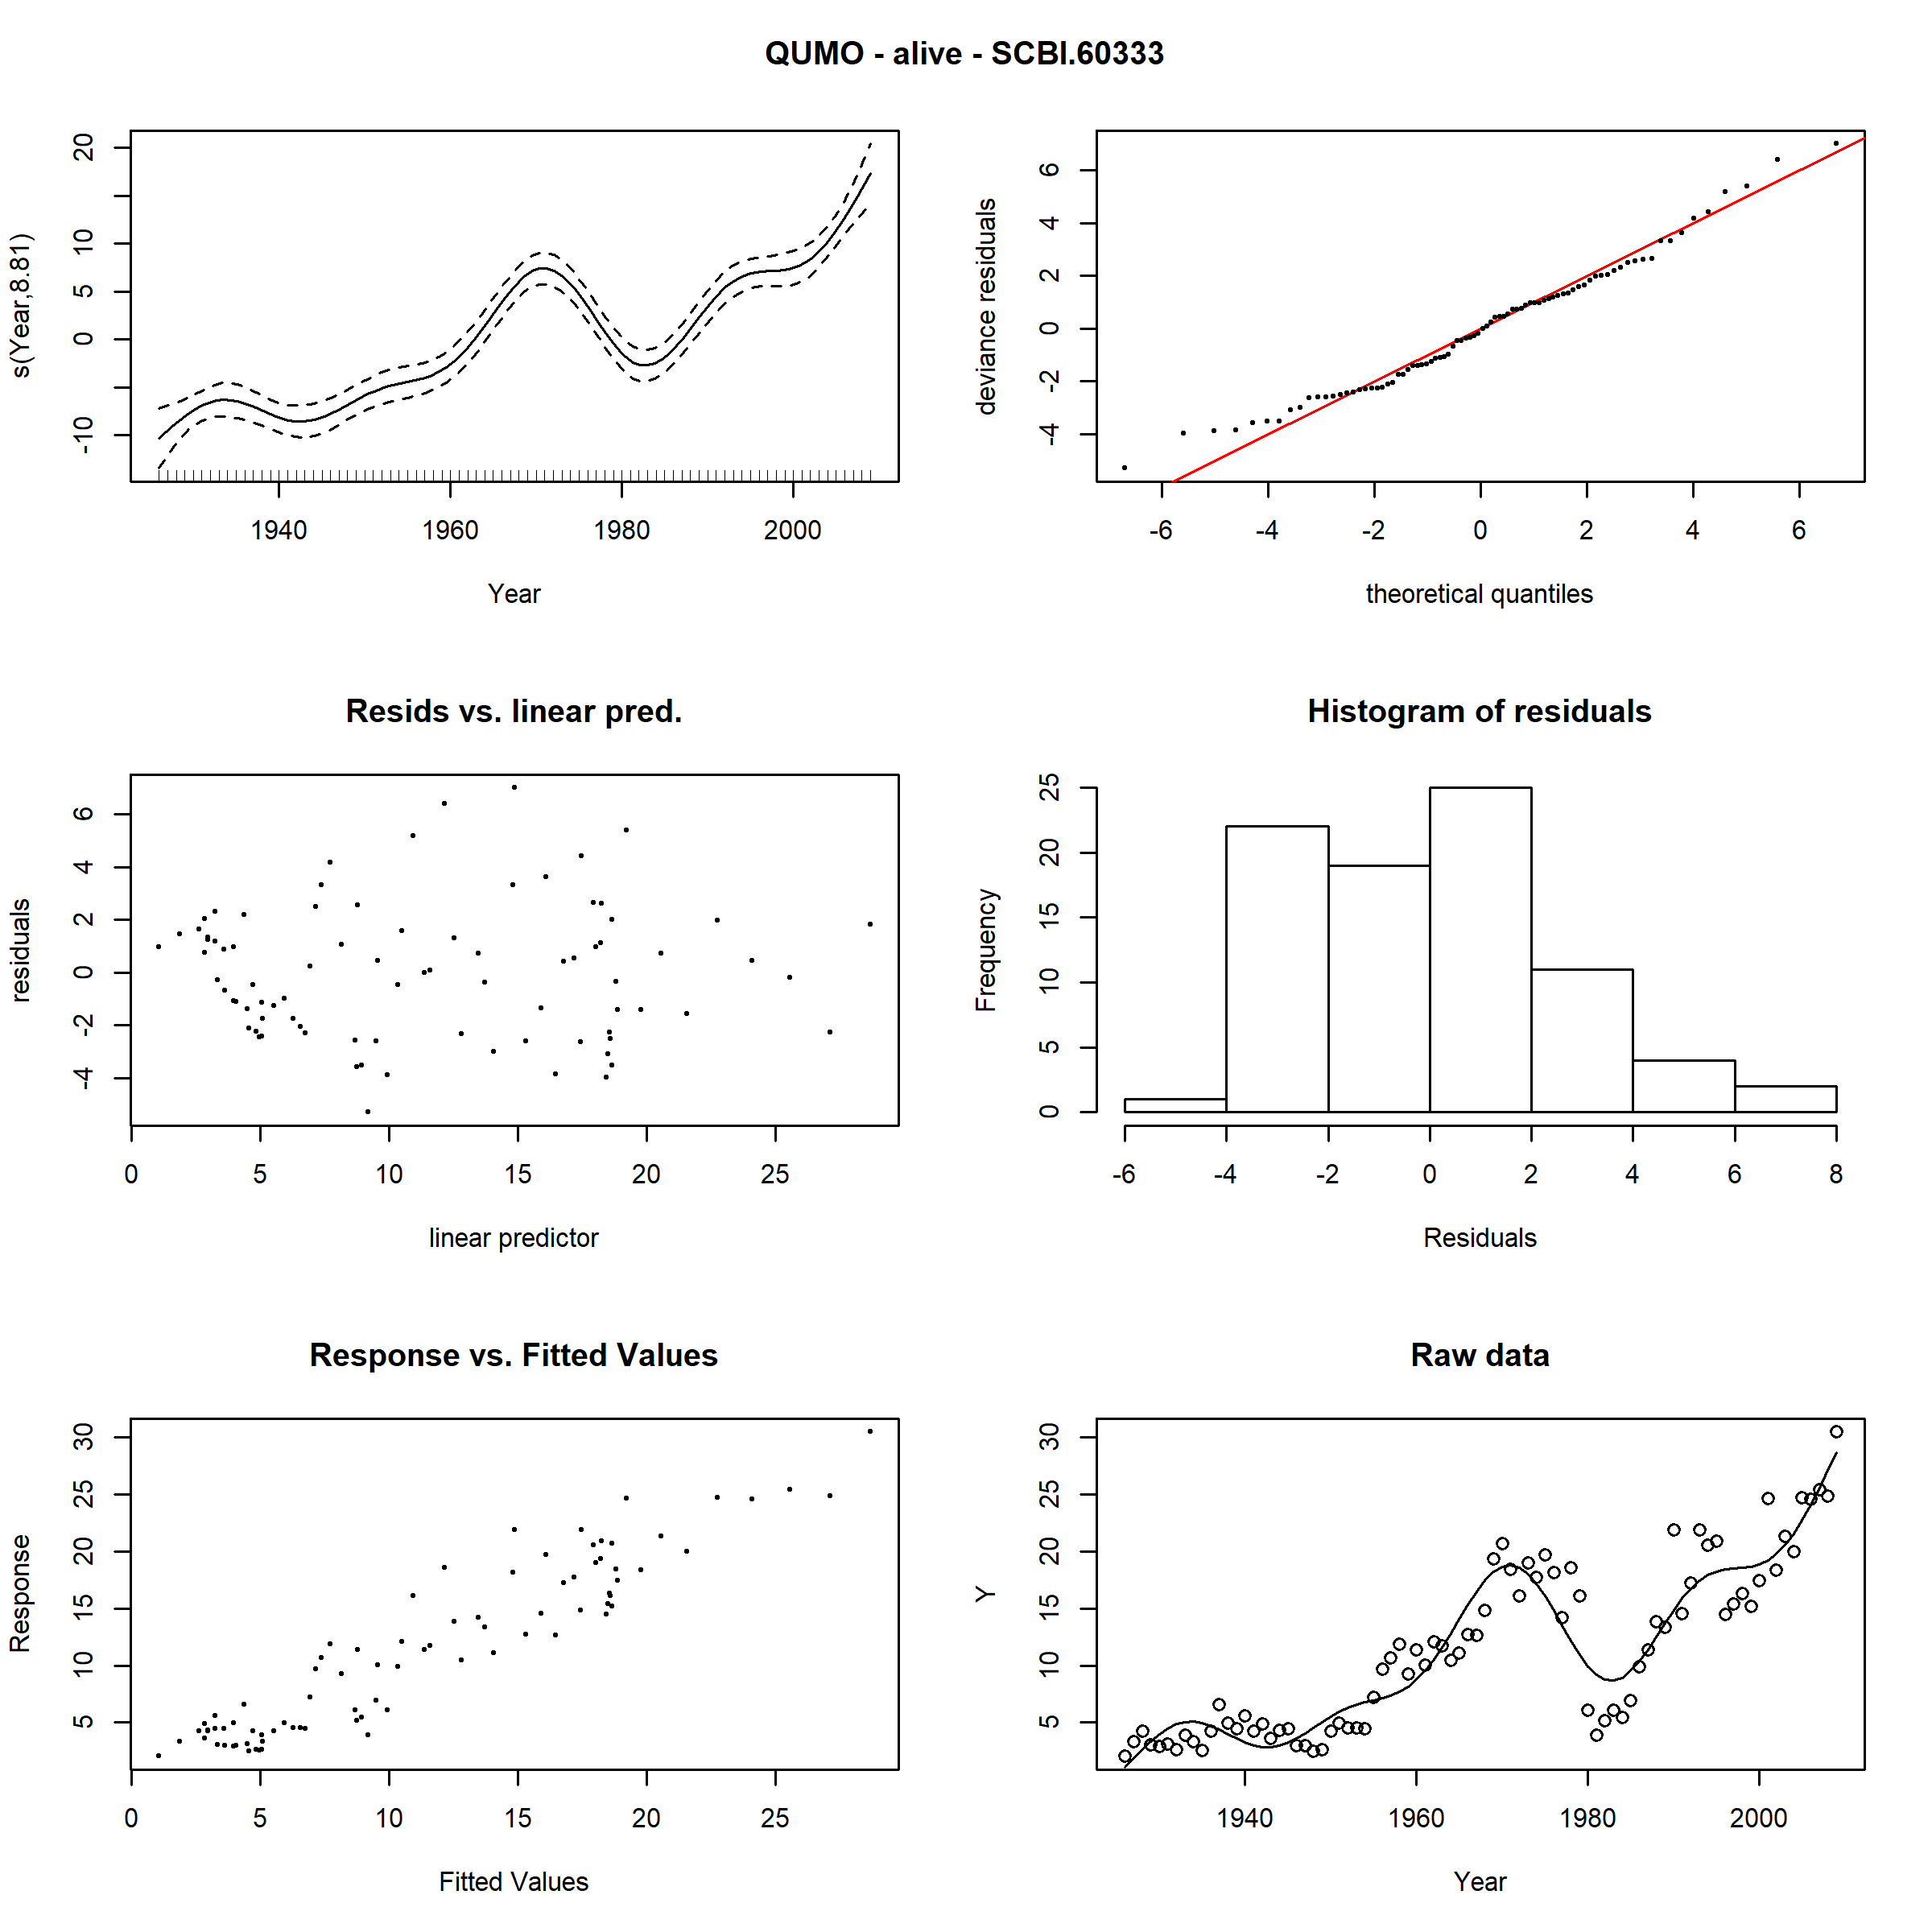 QUMO - alive - SCBI.60333
s(Year,8.81)
20
10
5
0
-10
1940 1960 1980 2000
Year
deviance residuals
6
4
2
0
-2
-4
-6 -4 -2 0 2 4 6
theoretical quantiles
Resids vs. linear pred.
residuals
6
4
2
0
-2
-4
0 5 10 15 20 25
linear predictor
Histogram of residuals
Frequency
25
20
15
10
5
0
-6 -4 -2 0 2 4 6 8
Residuals
Response vs. Fitted Values
Response
30
25
20
15
10
5
0 5 10 15 20 25
Fitted Values
Raw data
Y
30
25
20
15
10
5
1940 1960 1980 2000
Year